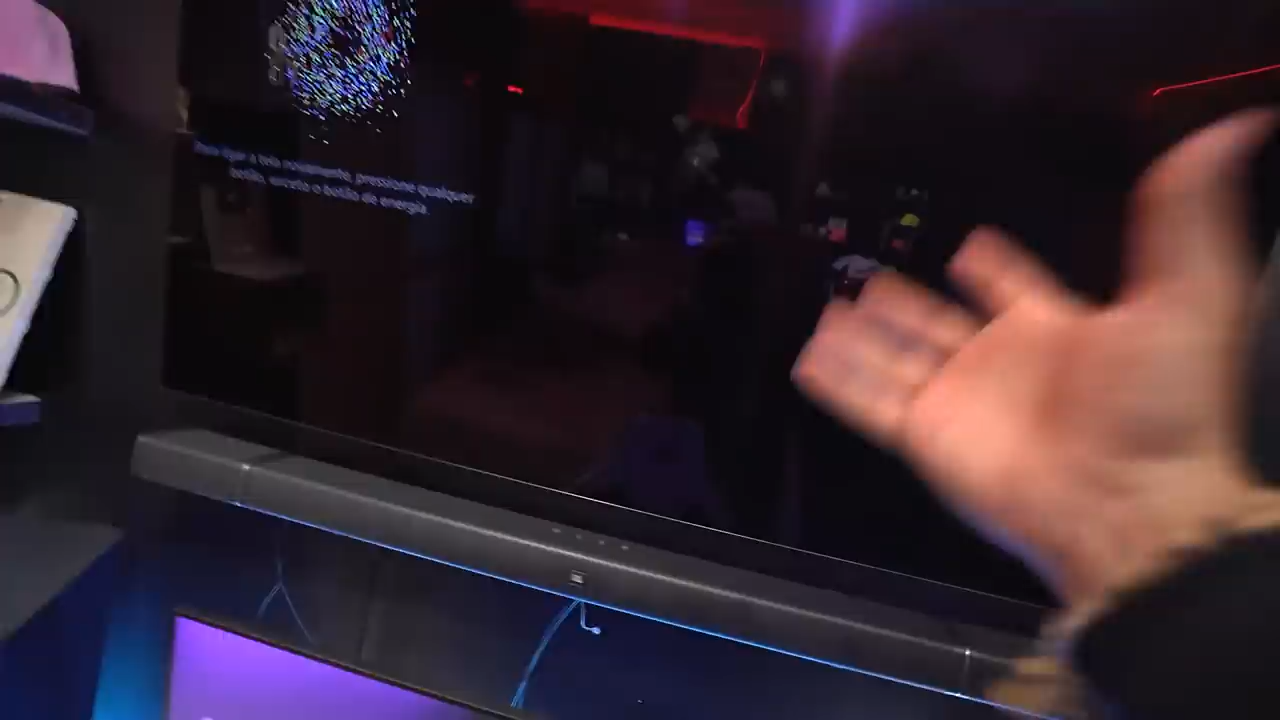 Para ligar a tela novamente, pressione qualquer
botão, exceto o botão de energia.